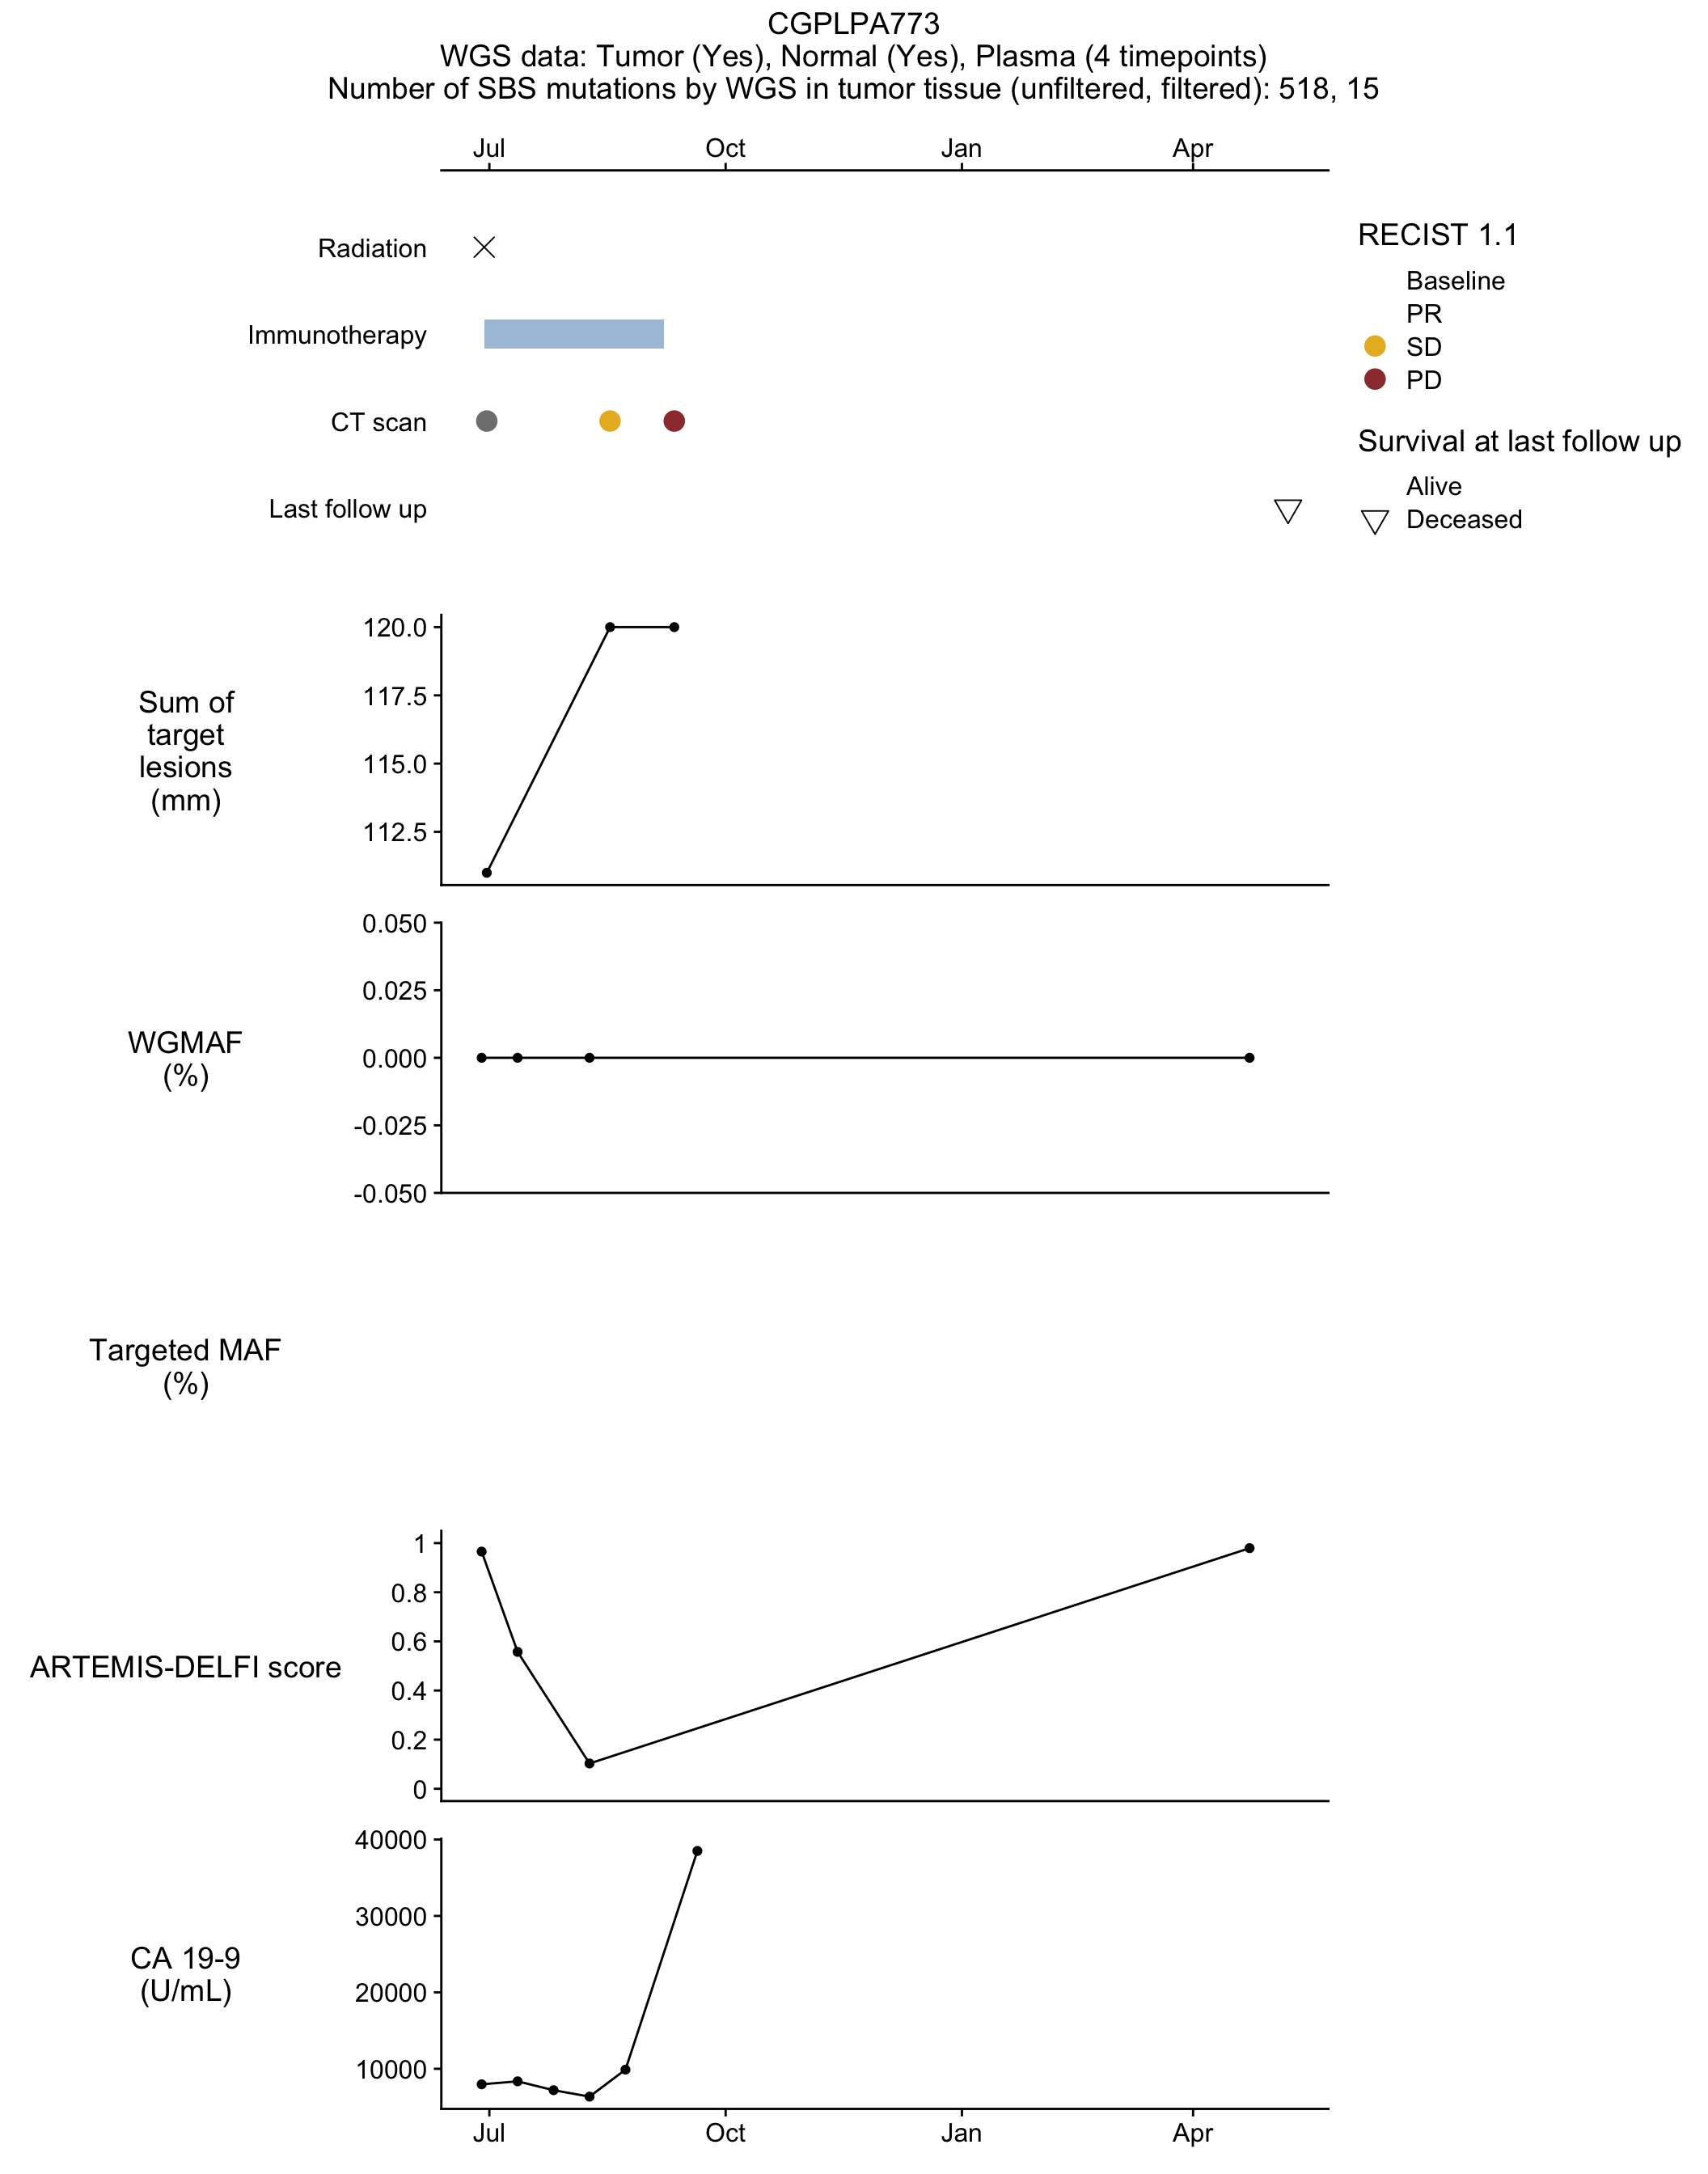 CGPLPA773
WGS data: Tumor (Yes), Normal (Yes), Plasma (4 timepoints)
Number of SBS mutations by WGS in tumor tissue (unfiltered, filtered): 518, 15
Jul Oct Jan Apr
Radiation
Immunotherapy
CT scan
Last follow up
RECIST 1.1
Baseline
PR
SD
PD
Survival at last follow up
Alive
Deceased
Sum of
target
lesions
(mm)
120.0
117.5
115.0
112.5
WGMAF
(%)
0.050
0.025
0.000
-0.025
-0.050
Targeted MAF
(%)
ARTEMIS-DELFI score
1
0.8
0.6
0.4
0.2
0
CA 19-9
(U/mL)
40000
30000
20000
10000
Jul Oct Jan Apr